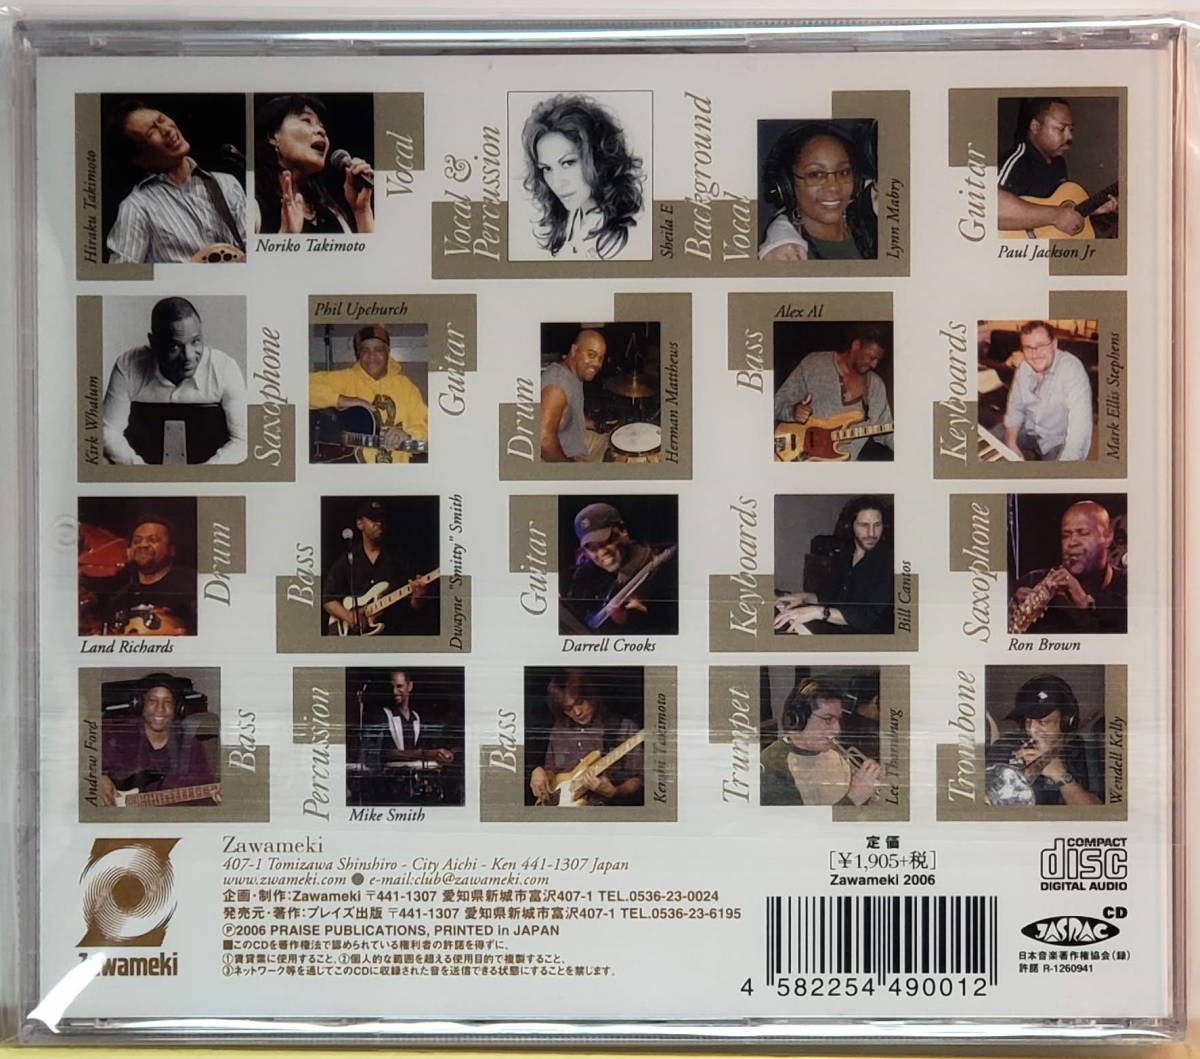 Hiraku Takimoto
Noriko Takimoto
Vocal
Vocal &
Percussion
Sheila E
Background
Vocal
Lynn Mabry
Guitar
Paul Jackson Jr
Kirk Whalum
Saxophone
Phil Upchurch
Guitar
Drum
Herman Matthews
Bass
Alex Al
Keyboards
Mark Ellis Stephens
Land Richards
Drum
Bass
Dwayne "Smitty" Smith
Guitar
Darrell Crooks
Keyboards
Bill Cantos
Saxophone
Ron Brown
Andrew Ford
Bass
Percussion
Mike Smith
Bass
Takimoto
Trumpet
Lee Thornburg
Trombone
Wendell Kelly
Zawameki
Zawameki
407-1 Tomizawa Shinshiro - City Aichi - Ken 441-1307 Japan
www.zwameki.com ● e-mail:club@zawameki.com
企画・制作:Zawameki 〒441-1307 愛知県新城市富沢407-1 TEL.0536-23-0024
発売元・著作:プレイズ出版 〒441-1307 愛知県新城市富沢407-1 TEL.0536-23-6195
Ⓟ2006 PRAISE PUBLICATIONS, PRINTED in JAPAN
■このCDを著作権法で認められている権利者の許諾を得ずに、
①賃貸業に使用すること、②個人的な範囲を超える使用目的で複製すること、
③ネットワーク等を通じてこのCDに収録された音を送信できる状態にすることを禁じます。
定価
[¥1,905+税]
Zawameki 2006
4 582254 490012
COMPACT
disc
DIGITAL AUDIO
CD
JASRAC
日本音楽著作権協会(録)
許諾 R-1260941